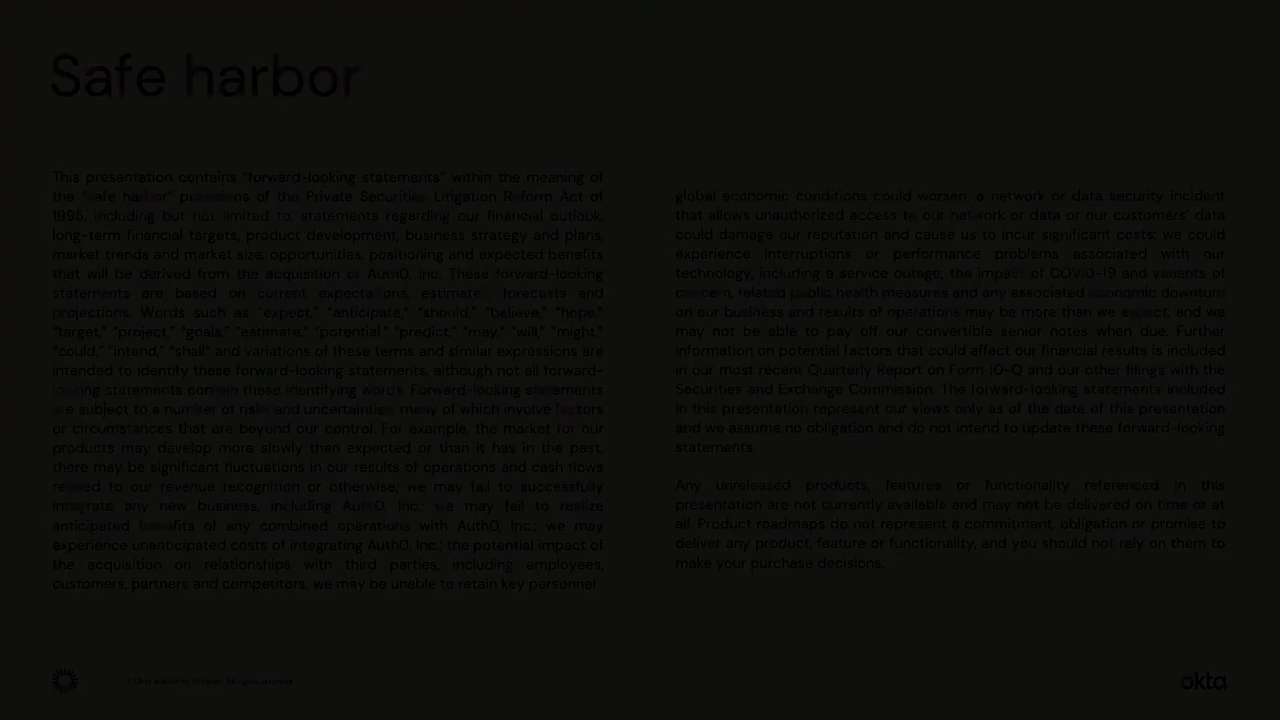 Safe harbor
This presentation contains "forward-looking statements" within the meaning of
the "safe harbor" provisions of the Private Securities Litigation Reform Act of
1995, including but not limited to, statements regarding our financial outlook,
long-term financial targets, product development, business strategy and plans,
market trends and market size, opportunities, positioning and expected benefits
that will be derived from the acquisition of Auth0, Inc. These forward-looking
statements are based on current expectations, estimates, forecasts and
projections. Words such as "expect," "anticipate," "should," "believe," "hope,"
"target," "project," "goals," "estimate," "potential," "predict," "may," "will," "might,"
"could," "intend," "shall" and variations of these terms and similar expressions are
intended to identify these forward-looking statements, although not all forward-
looking statements contain these identifying words. Forward-looking statements
are subject to a number of risks and uncertainties, many of which involve factors
or circumstances that are beyond our control. For example, the market for our
products may develop more slowly than expected or than it has in the past;
there may be significant fluctuations in our results of operations and cash flows
related to our revenue recognition or otherwise; we may fail to successfully
integrate any new business, including Auth0, Inc.; we may fail to realize
anticipated benefits of any combined operations with Auth0, Inc.; we may
experience unanticipated costs of integrating Auth0, Inc.; the potential impact of
the acquisition on relationships with third parties, including employees,
customers, partners and competitors; we may be unable to retain key personnel;
global economic conditions could worsen; a network or data security incident
that allows unauthorized access to our network or data or our customers' data
could damage our reputation and cause us to incur significant costs; we could
experience interruptions or performance problems associated with our
technology, including a service outage; the impact of COVID-19 and variants of
concern, related public health measures and any associated economic downturn
on our business and results of operations may be more than we expect; and we
may not be able to pay off our convertible senior notes when due. Further
information on potential factors that could affect our financial results is included
in our most recent Quarterly Report on Form 10-Q and our other filings with the
Securities and Exchange Commission. The forward-looking statements included
in this presentation represent our views only as of the date of this presentation
and we assume no obligation and do not intend to update these forward-looking
statements.
Any unreleased products, features or functionality referenced in this
presentation are not currently available and may not be delivered on time or at
all. Product roadmaps do not represent a commitment, obligation or promise to
deliver any product, feature or functionality, and you should not rely on them to
make your purchase decisions.
okta